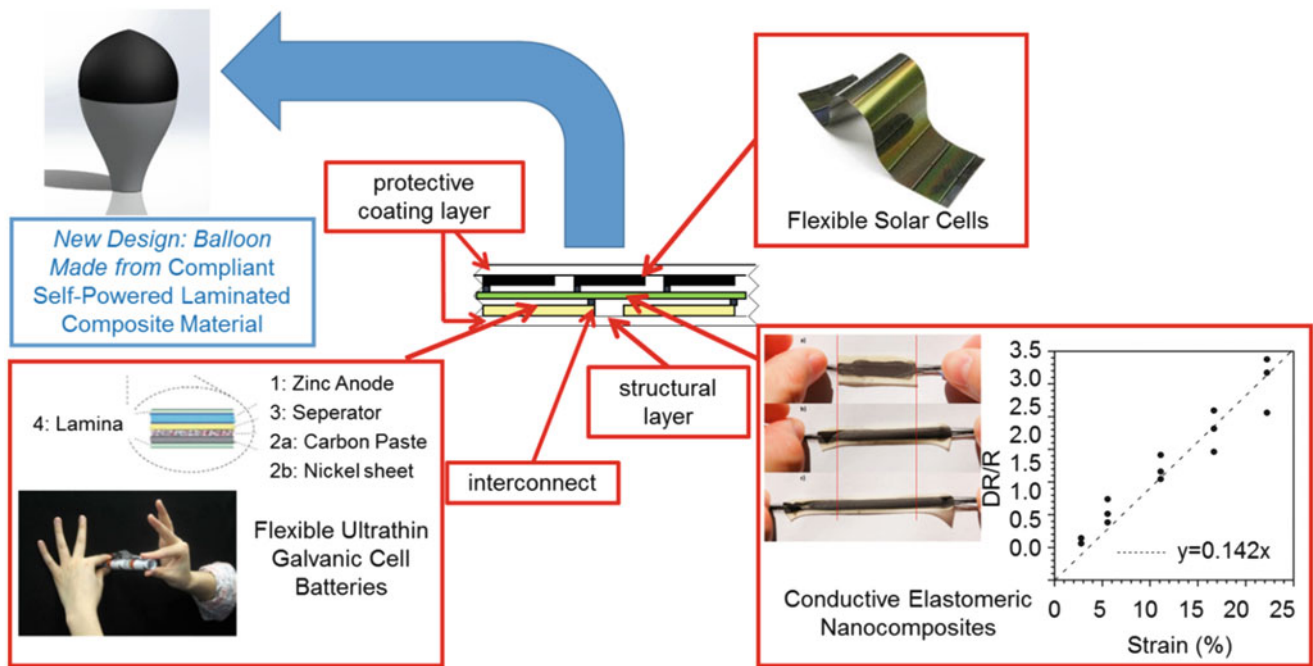 protective
coating layer
Flexible Solar Cells
New Design: Balloon
Made from Compliant
Self-Powered Laminated
Composite Material
structural
layer
interconnect
4: Lamina
1: Zinc Anode
3: Seperator
2a: Carbon Paste
2b: Nickel sheet
Flexible Ultrathin
Galvanic Cell
Batteries
a)
b)
c)
Conductive Elastomeric
Nanocomposites
DR/R
3.5
3.0
2.5
1.5
1.0
0.5
0.0
y=0.142x
0 5 10 15 20 25
Strain (%)